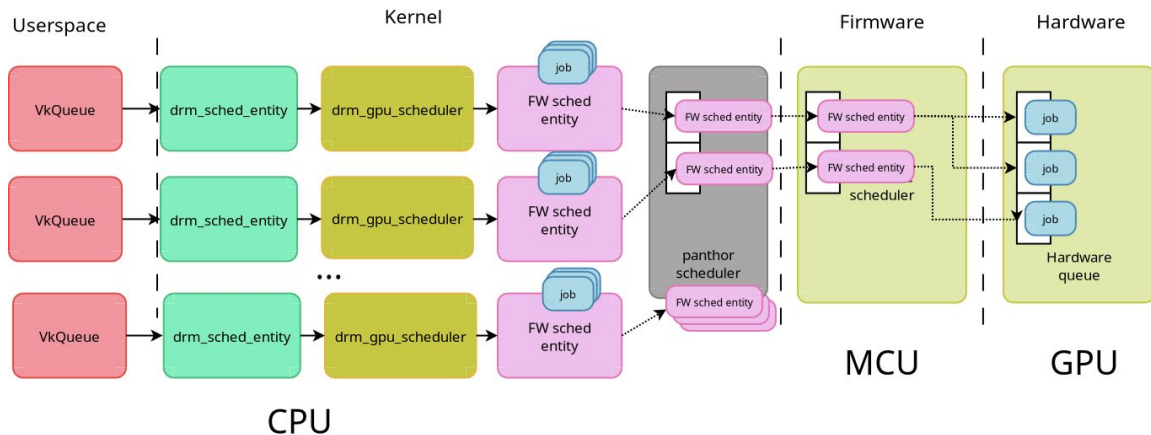 Userspace
Kernel
Firmware
Hardware
VkQueue
drm_sched_entity
drm_gpu_scheduler
job
FW sched
entity
FW sched entity
FW sched entity
job
VkQueue
drm_sched_entity
drm_gpu_scheduler
job
FW sched
entity
FW sched entity
FW sched entity
scheduler
job
job
...
panthor
scheduler
Hardware
queue
VkQueue
drm_sched_entity
drm_gpu_scheduler
job
FW sched
entity
FW sched entity
MCU
GPU
CPU